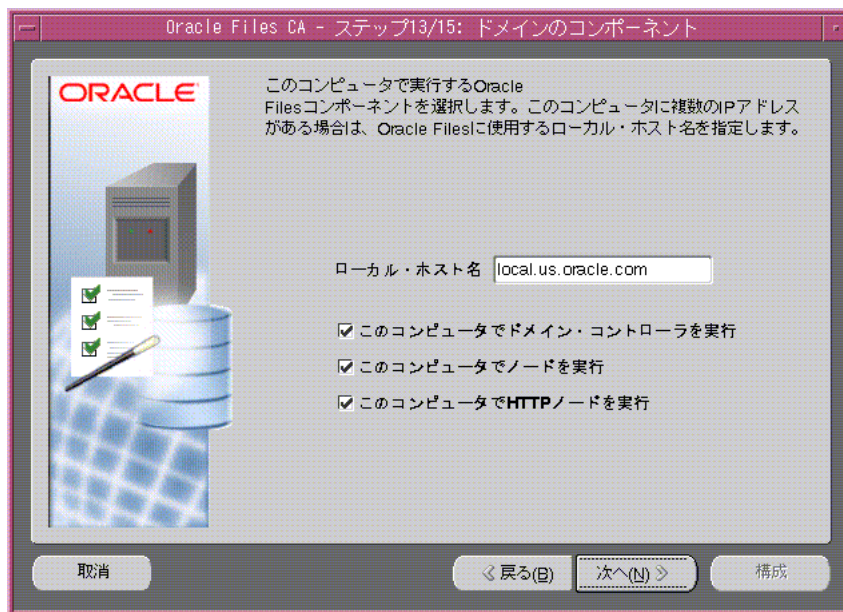 Oracle Files CA - ステップ13/15: ドメインのコンポーネント
ORACLE
このコンピュータで実行するOracle
Filesコンポーネントを選択します。このコンピュータに複数のIPアドレス
がある場合は、Oracle Filesに使用するローカル・ホスト名を指定します。
ローカル・ホスト名 local.us.oracle.com
このコンピュータでドメイン・コントローラを実行
このコンピュータでノードを実行
このコンピュータでHTTPノードを実行
取消 戻る(B) 次へ(N) 構成